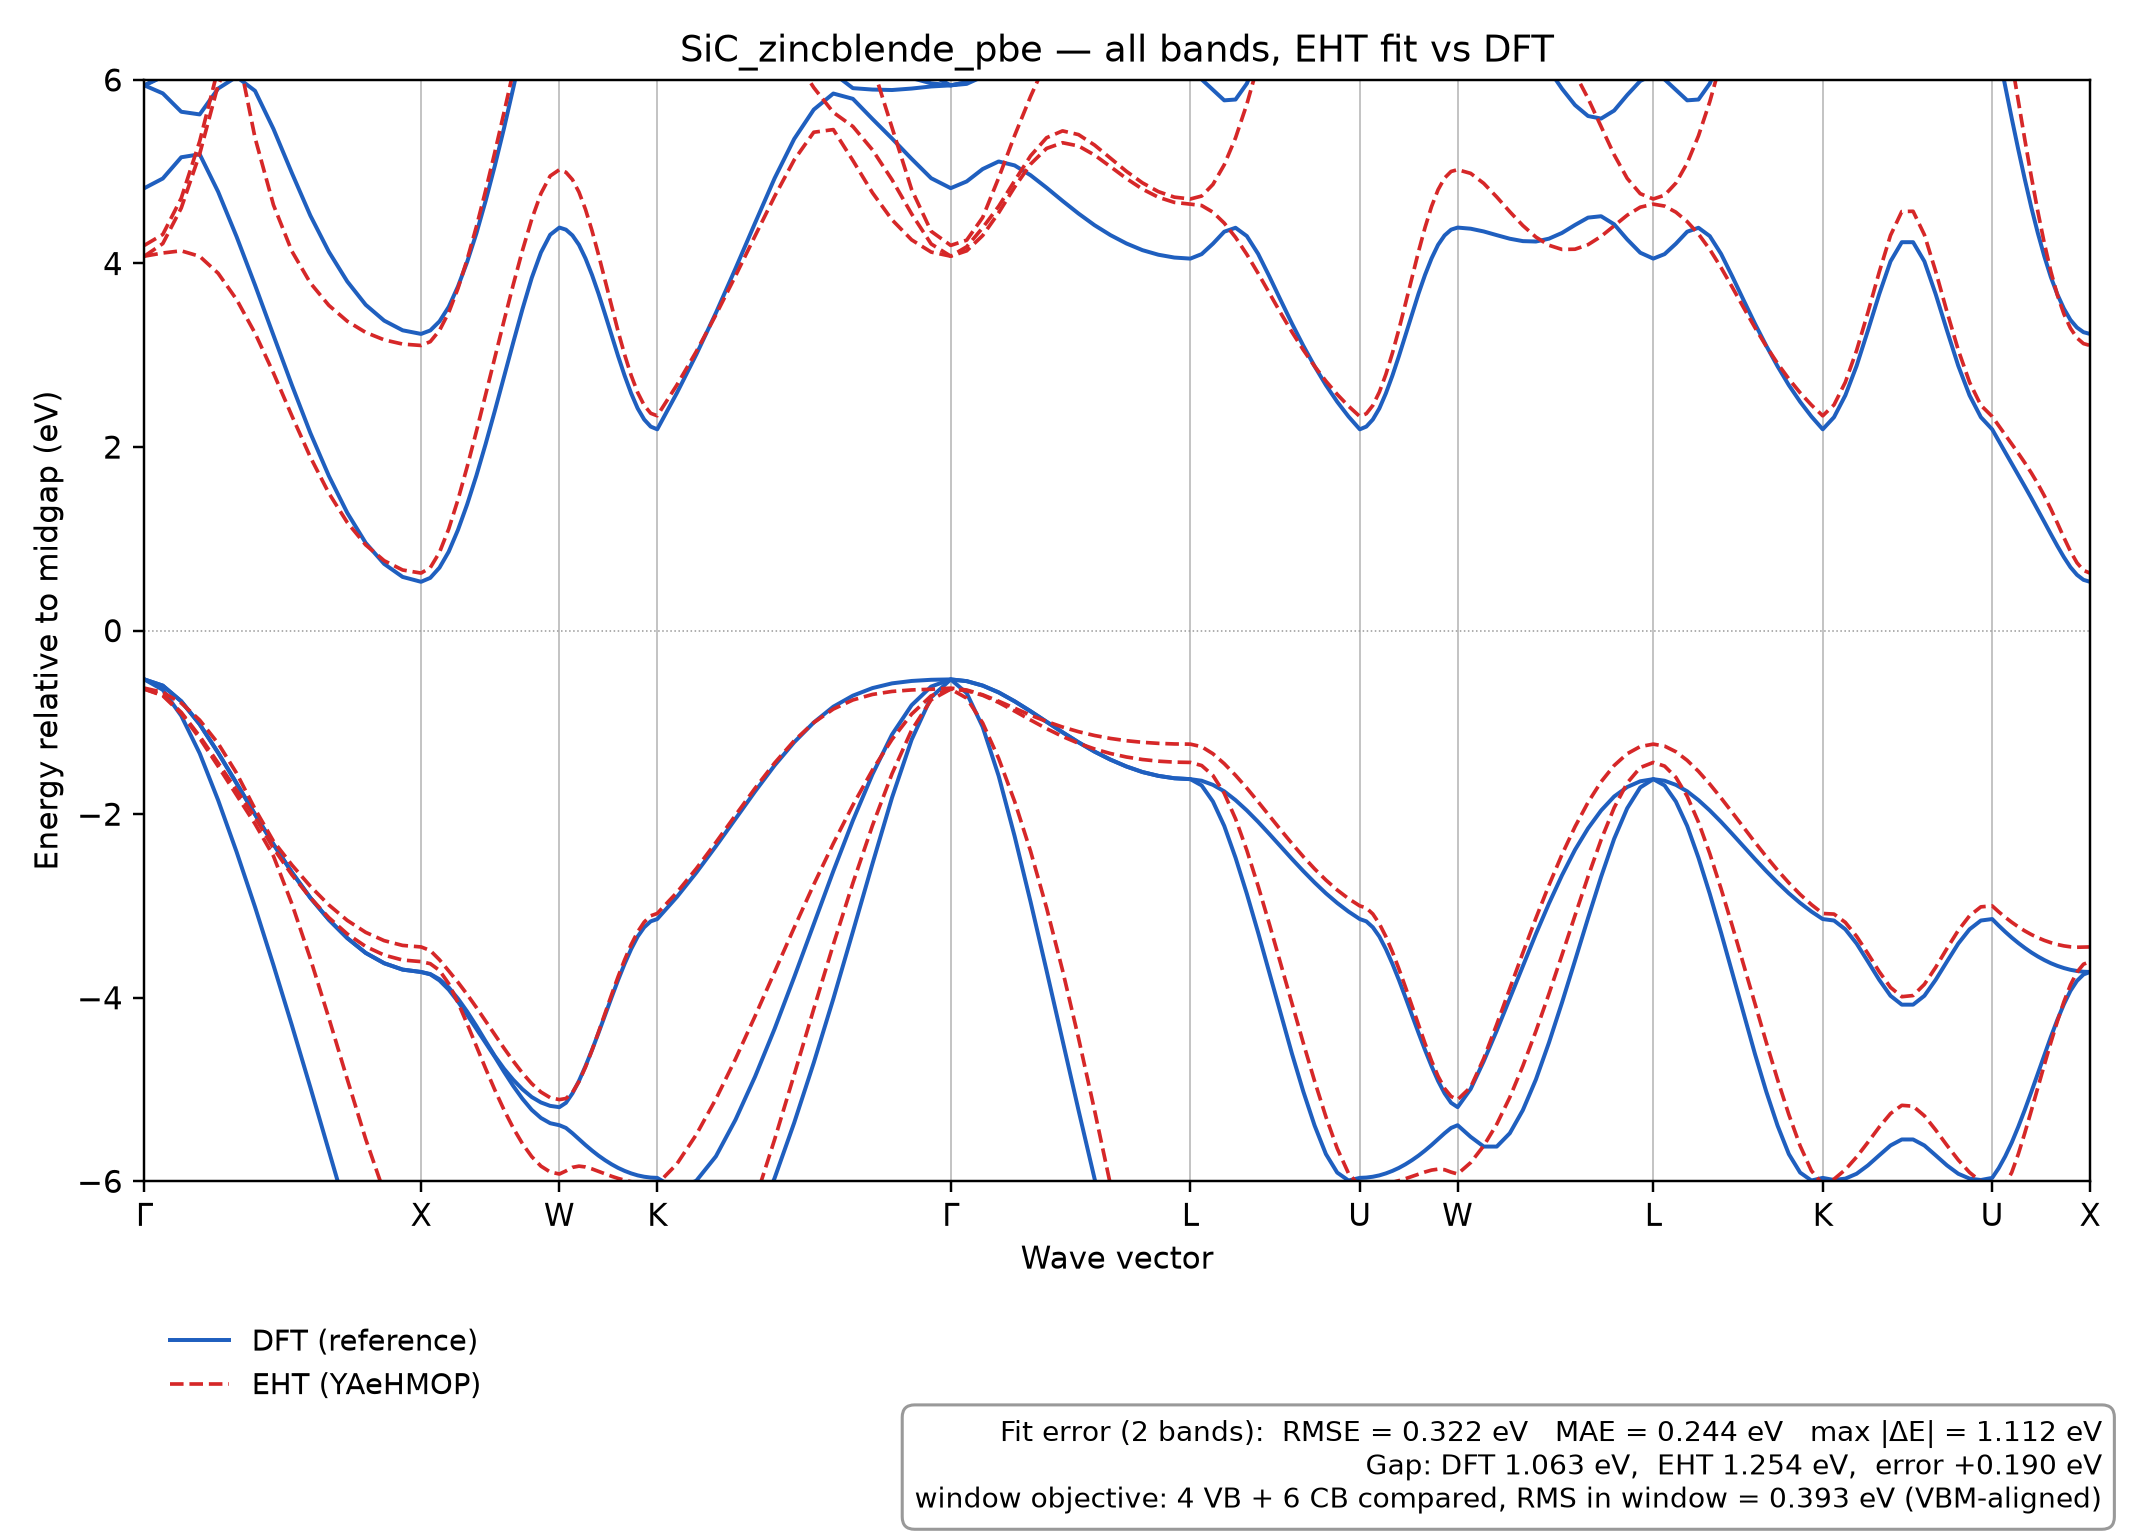 SiC_zincblende_pbe — all bands, EHT fit vs DFT
Energy relative to midgap (eV)
6
4
2
0
−2
−4
−6
Γ X W K Γ L U W L K U X
Wave vector
DFT (reference)
EHT (YAeHMOP)
Fit error (2 bands): RMSE = 0.322 eV MAE = 0.244 eV max |ΔE| = 1.112 eV
Gap: DFT 1.063 eV, EHT 1.254 eV, error +0.190 eV
window objective: 4 VB + 6 CB compared, RMS in window = 0.393 eV (VBM-aligned)